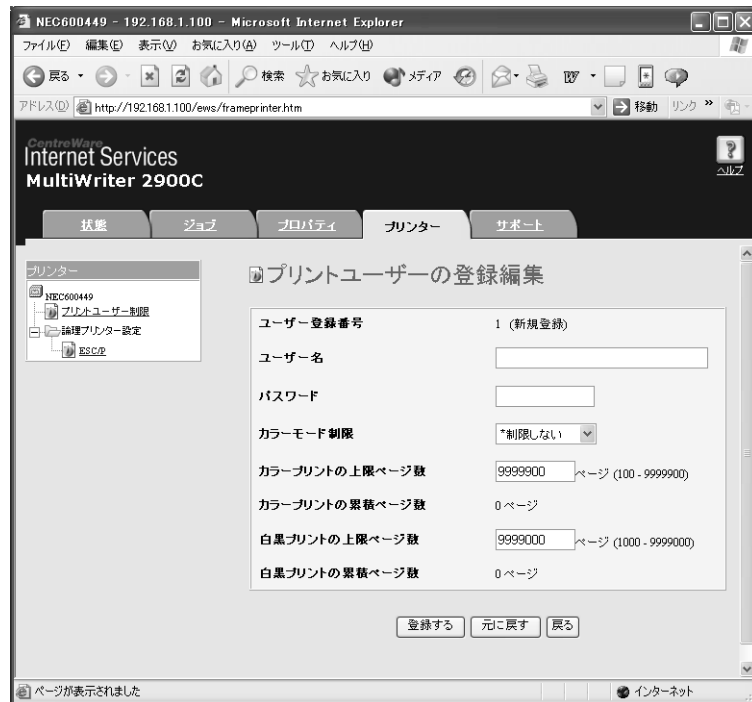 NEC600449 - 192.168.1.100 - Microsoft Internet Explorer
ファイル(F) 編集(E) 表示(V) お気に入り(A) ツール(T) ヘルプ(H)
戻る 検索 お気に入り メディア
アドレス(D) http://192.168.1.100/ews/frameprinter.htm 移動 リンク »
CentreWare
Internet Services
MultiWriter 2900C
ヘルプ
状態 ジョブ プロパティ プリンター サポート
プリンター
NEC600449
プリントユーザー制限
論理プリンター設定
ESC/P
プリントユーザーの登録編集
ユーザー登録番号 1 (新規登録)
ユーザー名
パスワード
カラーモード制限 *制限しない
カラープリントの上限ページ数 9999900 ページ (100 - 9999900)
カラープリントの累積ページ数 0 ページ
白黒プリントの上限ページ数 9999000 ページ (1000 - 9999000)
白黒プリントの累積ページ数 0 ページ
登録する 元に戻す 戻る
ページが表示されました インターネット